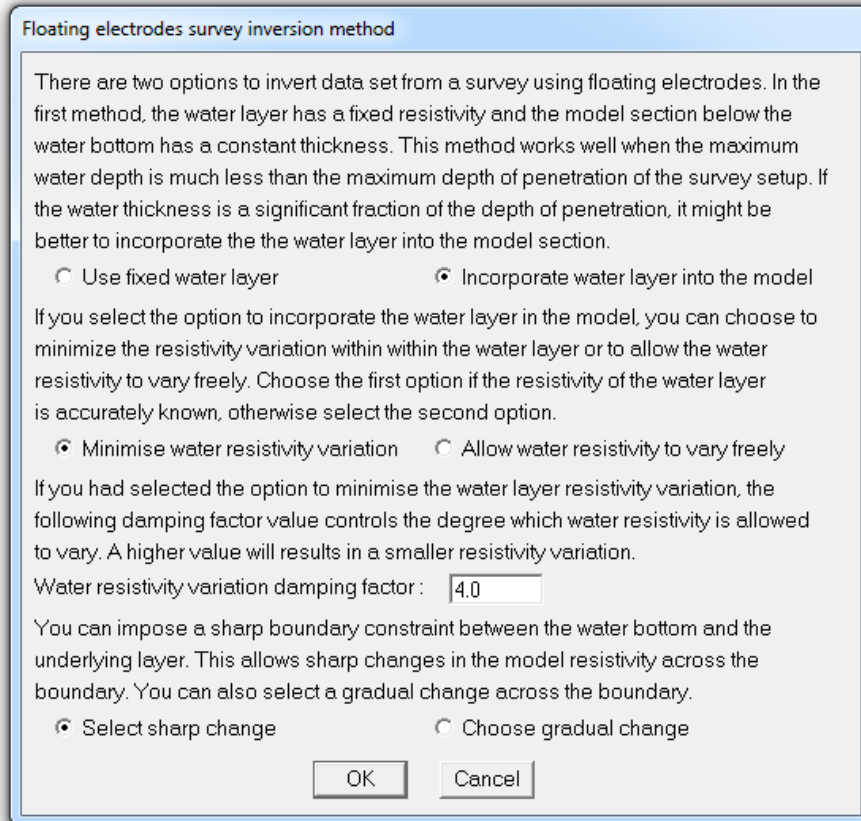 Floating electrodes survey inversion method
There are two options to invert data set from a survey using floating electrodes. In the
first method, the water layer has a fixed resistivity and the model section below the
water bottom has a constant thickness. This method works well when the maximum
water depth is much less than the maximum depth of penetration of the survey setup. If
the water thickness is a significant fraction of the depth of penetration, it might be
better to incorporate the the water layer into the model section.
Use fixed water layer Incorporate water layer into the model
If you select the option to incorporate the water layer in the model, you can choose to
minimize the resistivity variation within within the water layer or to allow the water
resistivity to vary freely. Choose the first option if the resistivity of the water layer
is accurately known, otherwise select the second option.
Minimise water resistivity variation Allow water resistivity to vary freely
If you had selected the option to minimise the water layer resistivity variation, the
following damping factor value controls the degree which water resistivity is allowed
to vary. A higher value will results in a smaller resistivity variation.
Water resistivity variation damping factor : 4.0
You can impose a sharp boundary constraint between the water bottom and the
underlying layer. This allows sharp changes in the model resistivity across the
boundary. You can also select a gradual change across the boundary.
Select sharp change Choose gradual change
OK Cancel